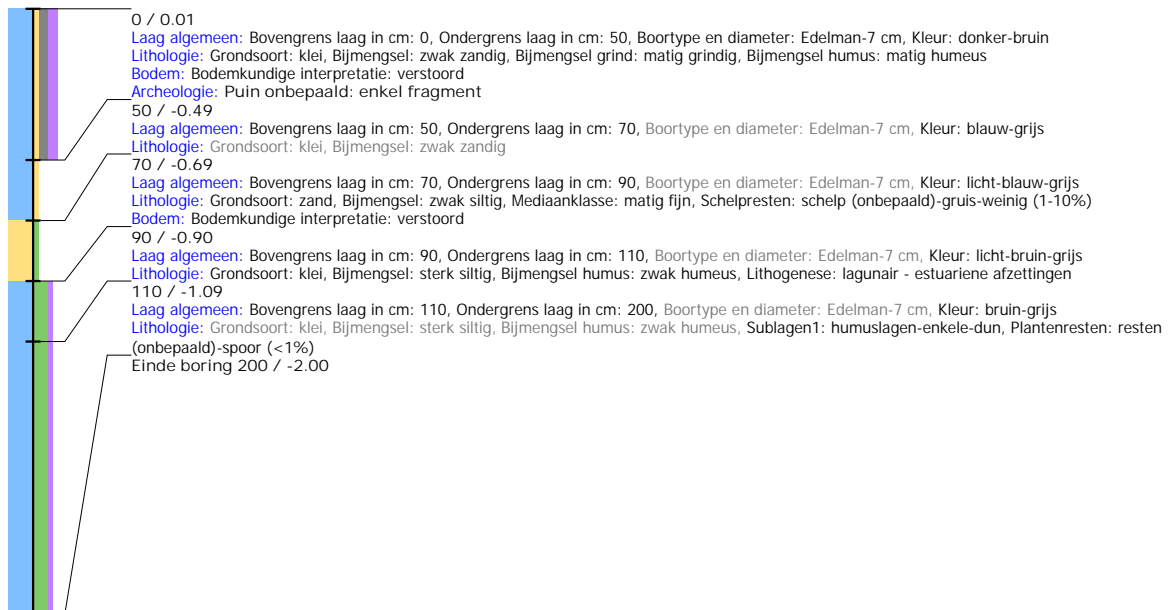 0 / 0.01
Laag algemeen: Bovengrens laag in cm: 0, Ondergrens laag in cm: 50, Boortype en diameter: Edelman-7 cm, Kleur: donker-bruin
Lithologie: Grondsoort: klei, Bijmengsel: zwak zandig, Bijmengsel grind: matig grindig, Bijmengsel humus: matig humeus
Bodem: Bodemkundige interpretatie: verstoord
Archeologie: Puin onbepaald: enkel fragment
50 / -0.49
Laag algemeen: Bovengrens laag in cm: 50, Ondergrens laag in cm: 70, Boortype en diameter: Edelman-7 cm, Kleur: blauw-grijs
Lithologie: Grondsoort: klei, Bijmengsel: zwak zandig
70 / -0.69
Laag algemeen: Bovengrens laag in cm: 70, Ondergrens laag in cm: 90, Boortype en diameter: Edelman-7 cm, Kleur: licht-blauw-grijs
Lithologie: Grondsoort: zand, Bijmengsel: zwak siltig, Mediaanklasse: matig fijn, Schelpresten: schelp (onbepaald)-gruis-weinig (1-10%)
Bodem: Bodemkundige interpretatie: verstoord
90 / -0.90
Laag algemeen: Bovengrens laag in cm: 90, Ondergrens laag in cm: 110, Boortype en diameter: Edelman-7 cm, Kleur: licht-bruin-grijs
Lithologie: Grondsoort: klei, Bijmengsel: sterk siltig, Bijmengsel humus: zwak humeus, Lithogenese: lagunair - estuariene afzettingen
110 / -1.09
Laag algemeen: Bovengrens laag in cm: 110, Ondergrens laag in cm: 200, Boortype en diameter: Edelman-7 cm, Kleur: bruin-grijs
Lithologie: Grondsoort: klei, Bijmengsel: sterk siltig, Bijmengsel humus: zwak humeus, Sublagen1: humuslagen-enkele-dun, Plantenresten: resten
(onbepaald)-spoor (<1%)
Einde boring 200 / -2.00